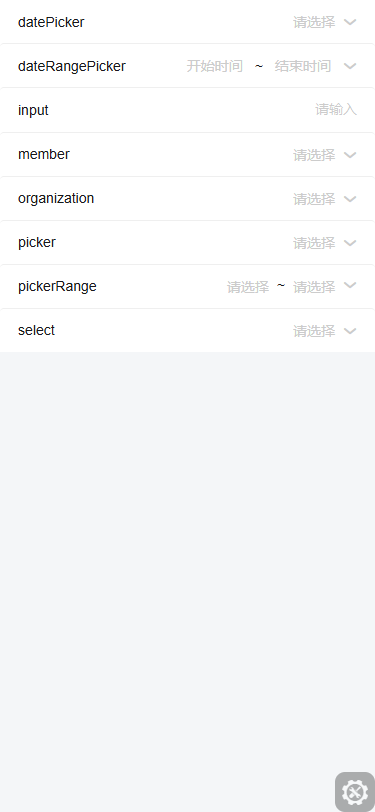 datePicker 请选择
dateRangePicker 开始时间 ~ 结束时间
input 请输入
member 请选择
organization 请选择
picker 请选择
pickerRange 请选择 ~ 请选择
select 请选择